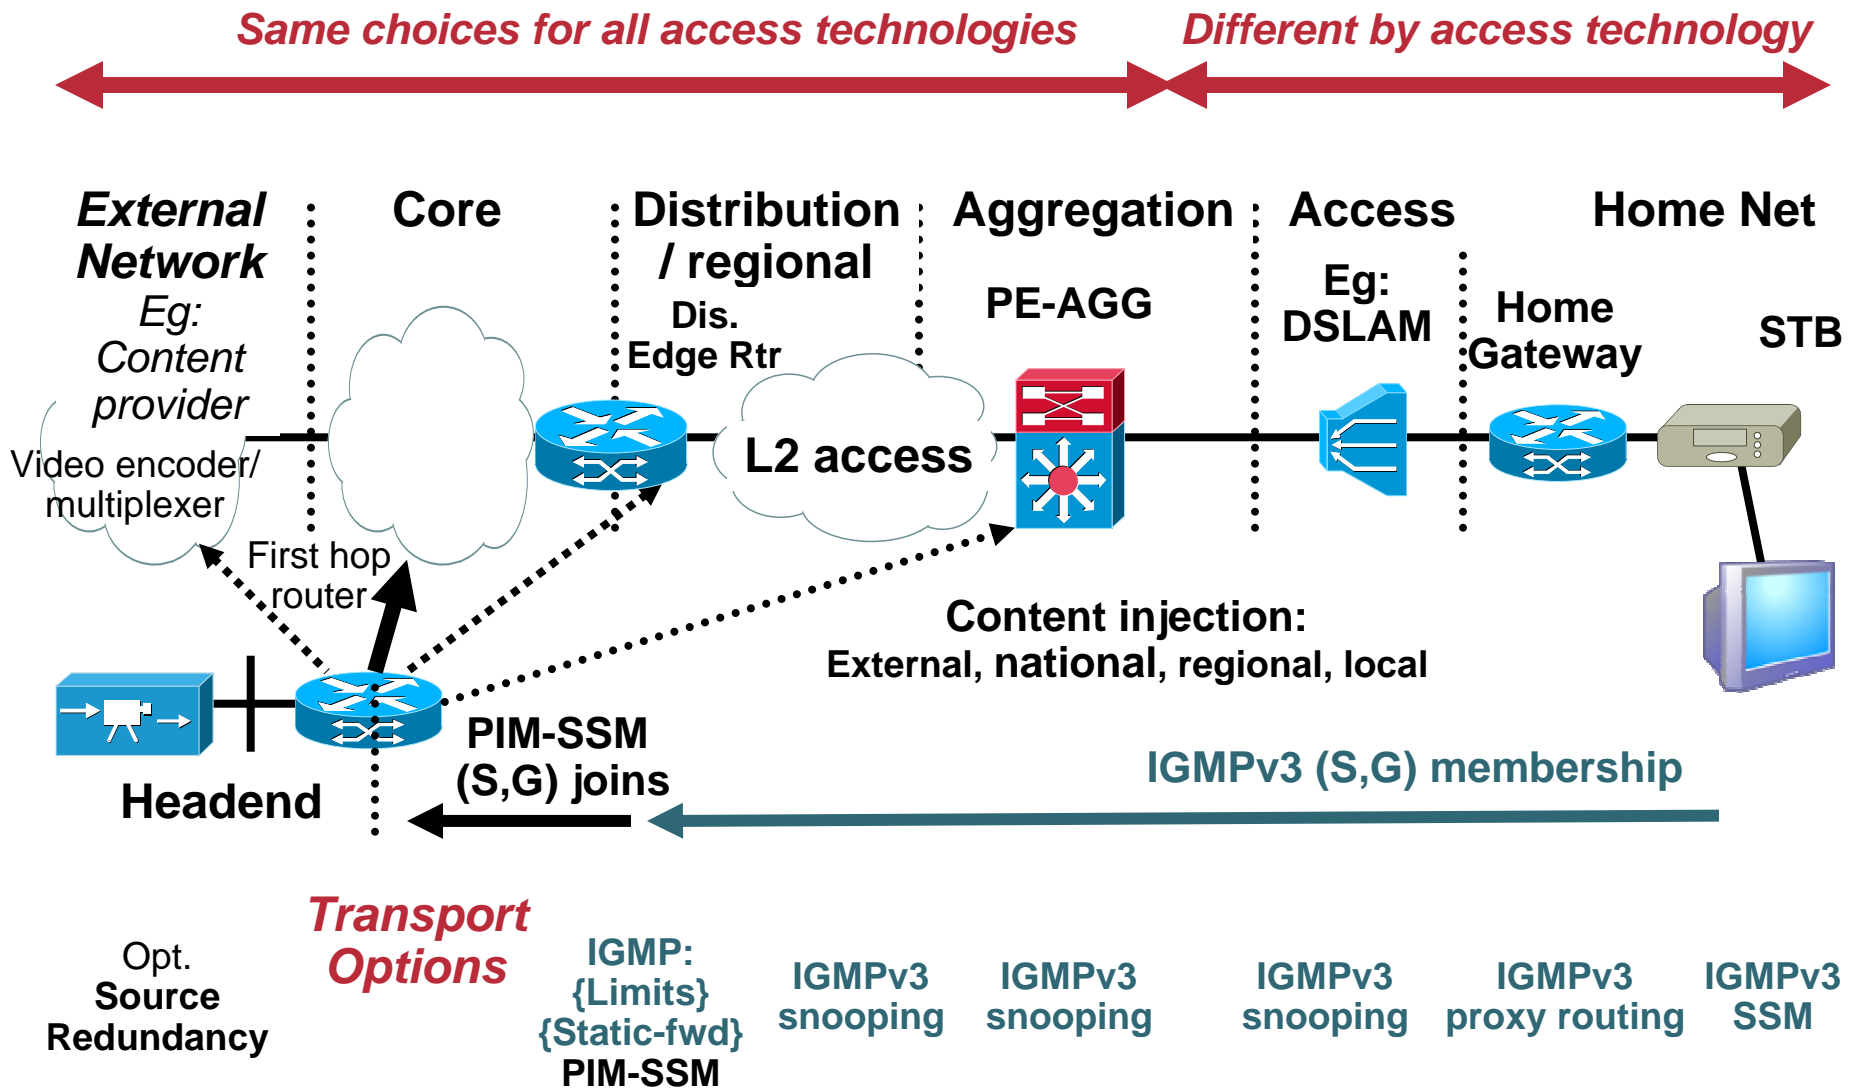 Same choices for all access technologies
Different by access technology
External
Network
Eg:
Content
provider
Video encoder/
multiplexer
Core
Distribution
/ regional
Dis.
Edge Rtr
L2 access
Aggregation
PE-AGG
Access
Eg:
DSLAM
Home Net
Home
Gateway
STB
First hop
router
Content injection:
External, national, regional, local
Headend
PIM-SSM
(S,G) joins
IGMPv3 (S,G) membership
Opt.
Source
Redundancy
Transport
Options
IGMP:
{Limits}
{Static-fwd}
PIM-SSM
IGMPv3
snooping
IGMPv3
snooping
IGMPv3
snooping
IGMPv3
proxy routing
IGMPv3
SSM